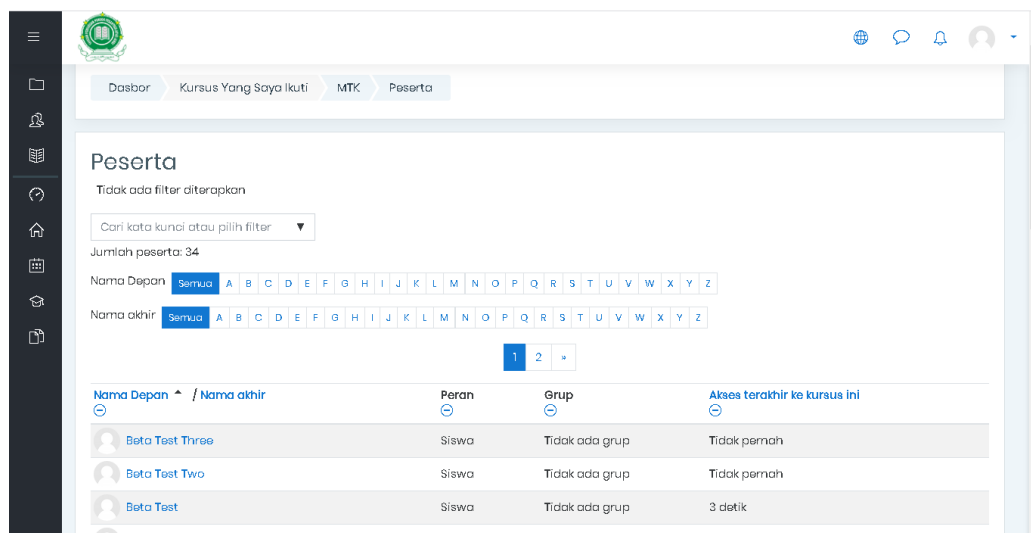 Dasbor Kursus Yang Saya Ikuti MTK Peserta
Peserta
Tidak ada filter diterapkan
Cari kata kunci atau pilih filter ▼
Jumlah peserta: 34
Nama Depan Semua A B C D E F G H I J K L M N O P Q R S T U V W X Y Z
Nama akhir Semua A B C D E F G H I J K L M N O P Q R S T U V W X Y Z
1 2 »
Nama Depan / Nama akhir Peran Grup Akses terakhir ke kursus ini
Beta Test Three Siswa Tidak ada grup Tidak pernah
Beta Test Two Siswa Tidak ada grup Tidak pernah
Beta Test Siswa Tidak ada grup 3 detik